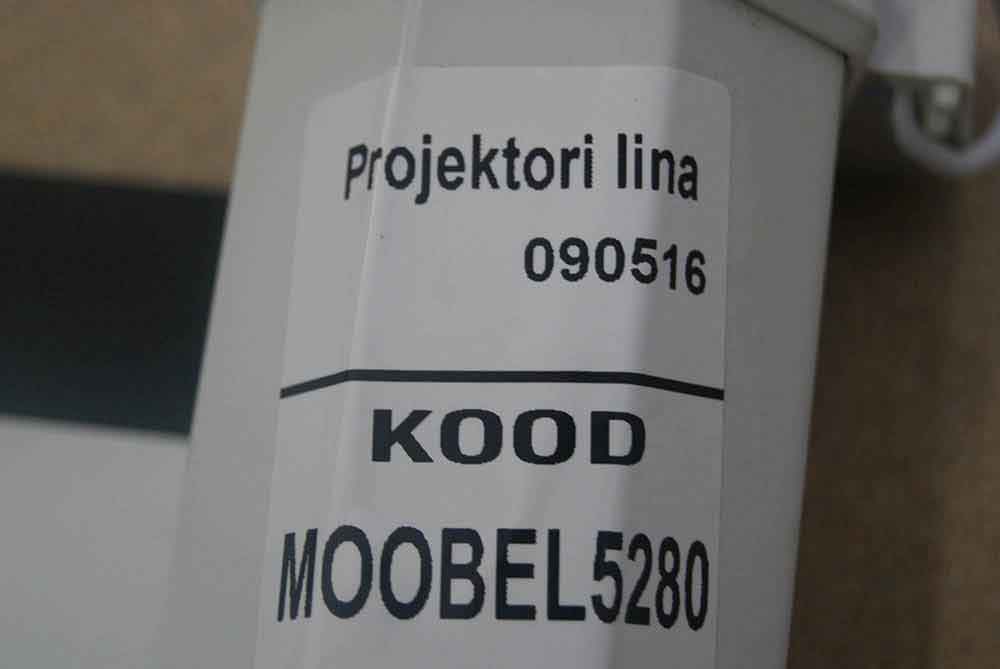 Projektori lina
090516
KOOD
MOOBEL5280